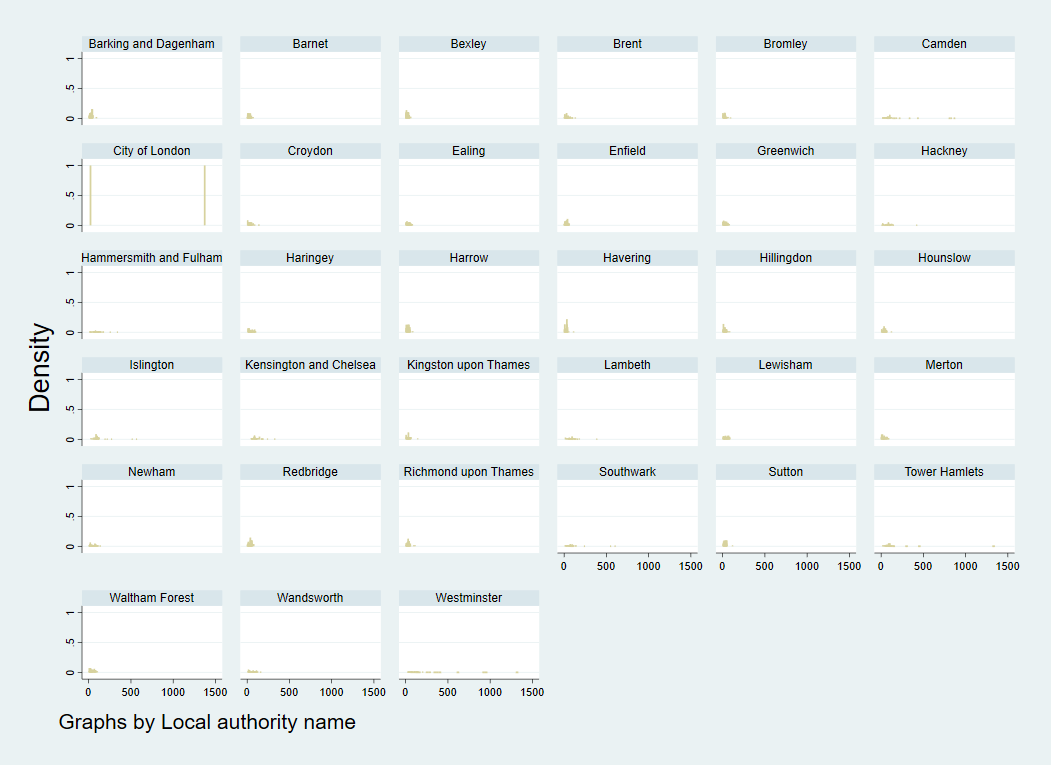 Barking and Dagenham Barnet Bexley Brent Bromley Camden
1
.5
0
City of London Croydon Ealing Enfield Greenwich Hackney
1
.5
0
Hammersmith and Fulham Haringey Harrow Havering Hillingdon Hounslow
1
.5
0
Density
Islington Kensington and Chelsea Kingston upon Thames Lambeth Lewisham Merton
1
.5
0
Newham Redbridge Richmond upon Thames Southwark Sutton Tower Hamlets
1
.5
0
0 500 1000 1500 0 500 1000 1500 0 500 1000 1500
Waltham Forest Wandsworth Westminster
1
.5
0
0 500 1000 1500 0 500 1000 1500 0 500 1000 1500
Graphs by Local authority name